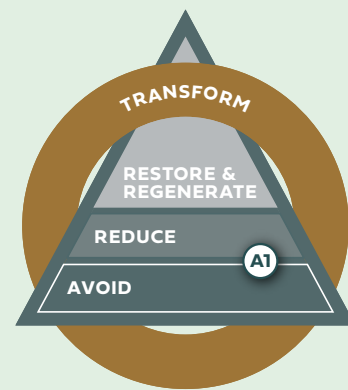 TRANSFORM
RESTORE &
REGENERATE
REDUCE
A1
AVOID